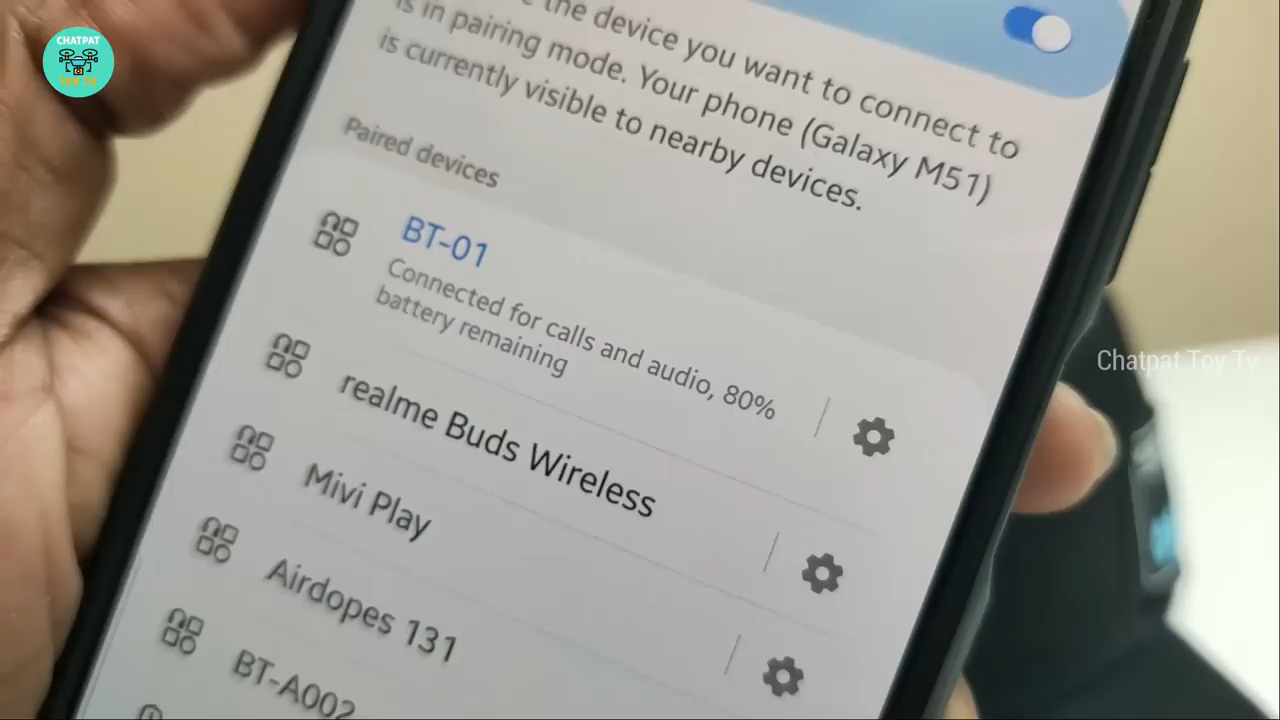 CHATPAT
TOY TV
the device you want to connect to
is in pairing mode. Your phone (Galaxy M51)
is currently visible to nearby devices.
Paired devices
BT-01
Connected for calls and audio, 80%
battery remaining
realme Buds Wireless
Mivi Play
Airdopes 131
BT-A002
Chatpat Toy Tv